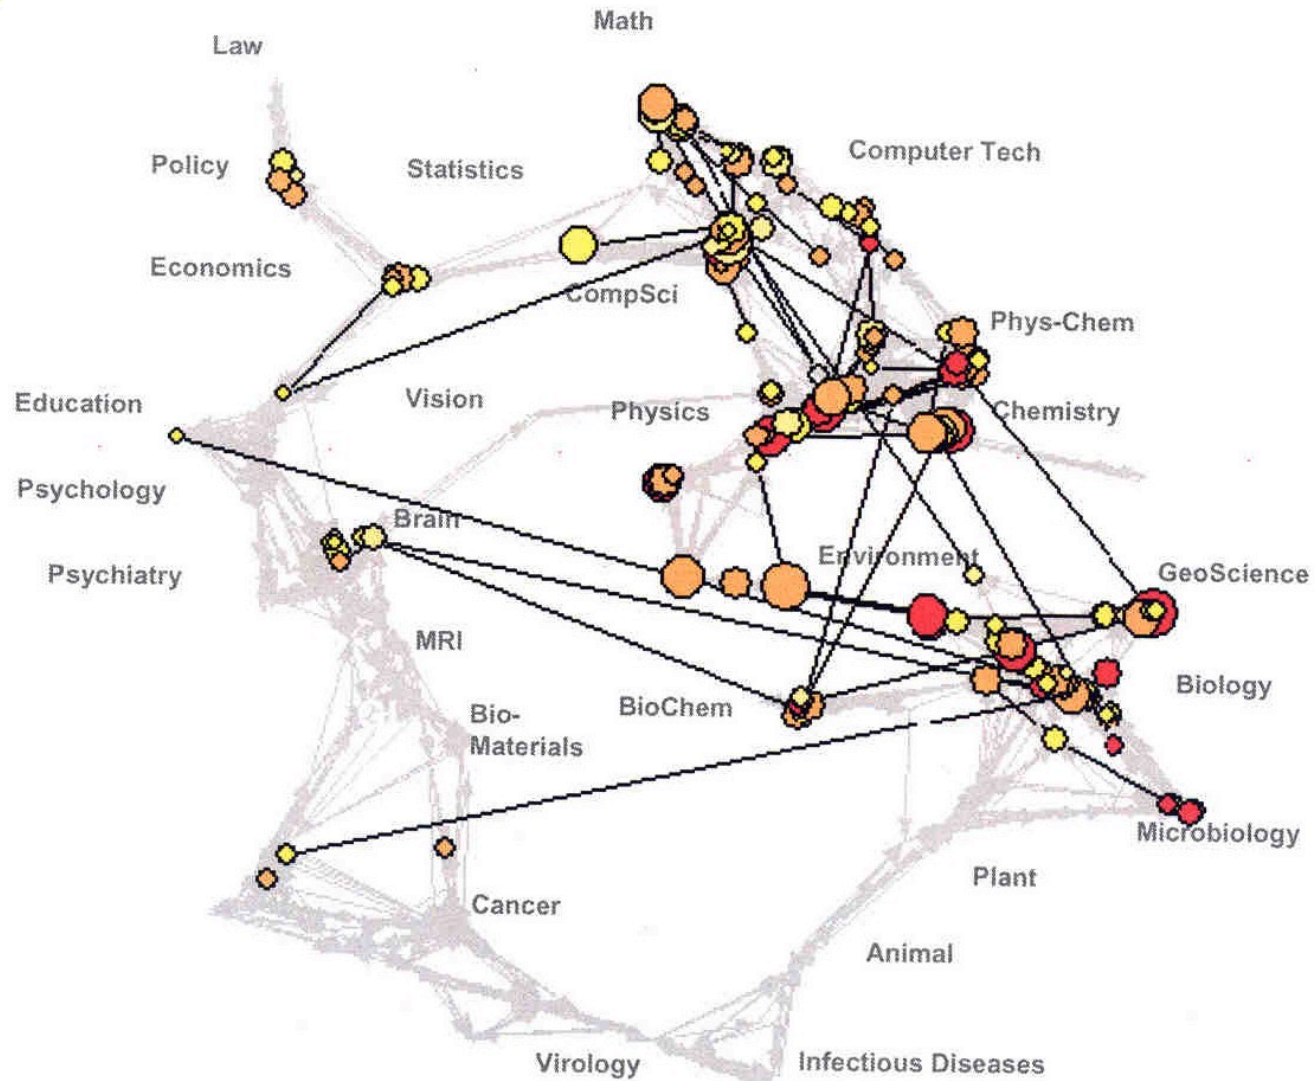 Math
Law
Computer Tech
Policy
Statistics
Economics
CompSci
Phys-Chem
Education
Vision
Physics
Chemistry
Psychology
Brain
Environment
GeoScience
Psychiatry
MRI
Biology
BioChem
Bio-
Materials
Microbiology
Plant
Cancer
Animal
Virology
Infectious Diseases